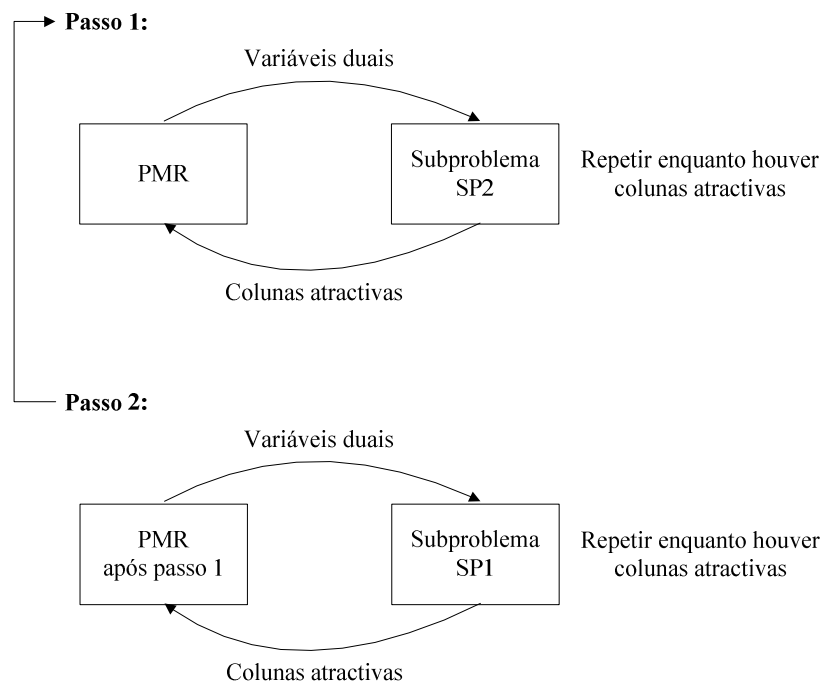 Passo 1:
Variáveis duais
PMR
Subproblema
SP2
Repetir enquanto houver
colunas atractivas
Colunas atractivas
Passo 2:
Variáveis duais
PMR
após passo 1
Subproblema
SP1
Repetir enquanto houver
colunas atractivas
Colunas atractivas